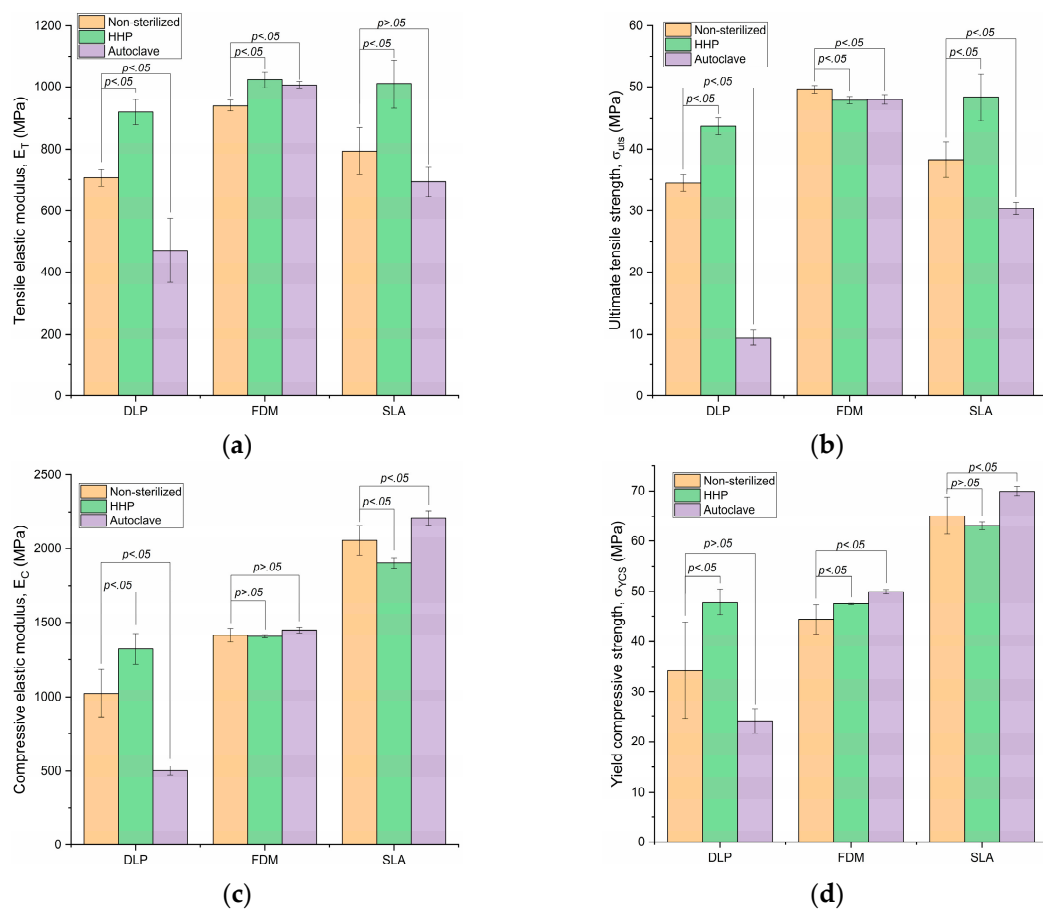 Non-sterilized
HHP
Autoclave
p<.05
p<.05
p<.05
p<.05
p>.05
p<.05
Tensile elastic modulus, E_T (MPa)
1200
1000
800
600
400
200
0
DLP
FDM
SLA
(a)
Non-sterilized
HHP
Autoclave
p<.05
p<.05
p<.05
p<.05
p<.05
p<.05
Ultimate tensile strength, σ_uts (MPa)
60
50
40
30
20
10
0
DLP
FDM
SLA
(b)
Non-sterilized
HHP
Autoclave
p<.05
p<.05
p>.05
p>.05
p<.05
p<.05
Compressive elastic modulus, E_C (MPa)
2500
2000
1500
1000
500
0
DLP
FDM
SLA
(c)
Non-sterilized
HHP
Autoclave
p>.05
p<.05
p<.05
p<.05
p<.05
p>.05
Yield compressive strength, σ_YCS (MPa)
70
60
50
40
30
20
10
0
DLP
FDM
SLA
(d)